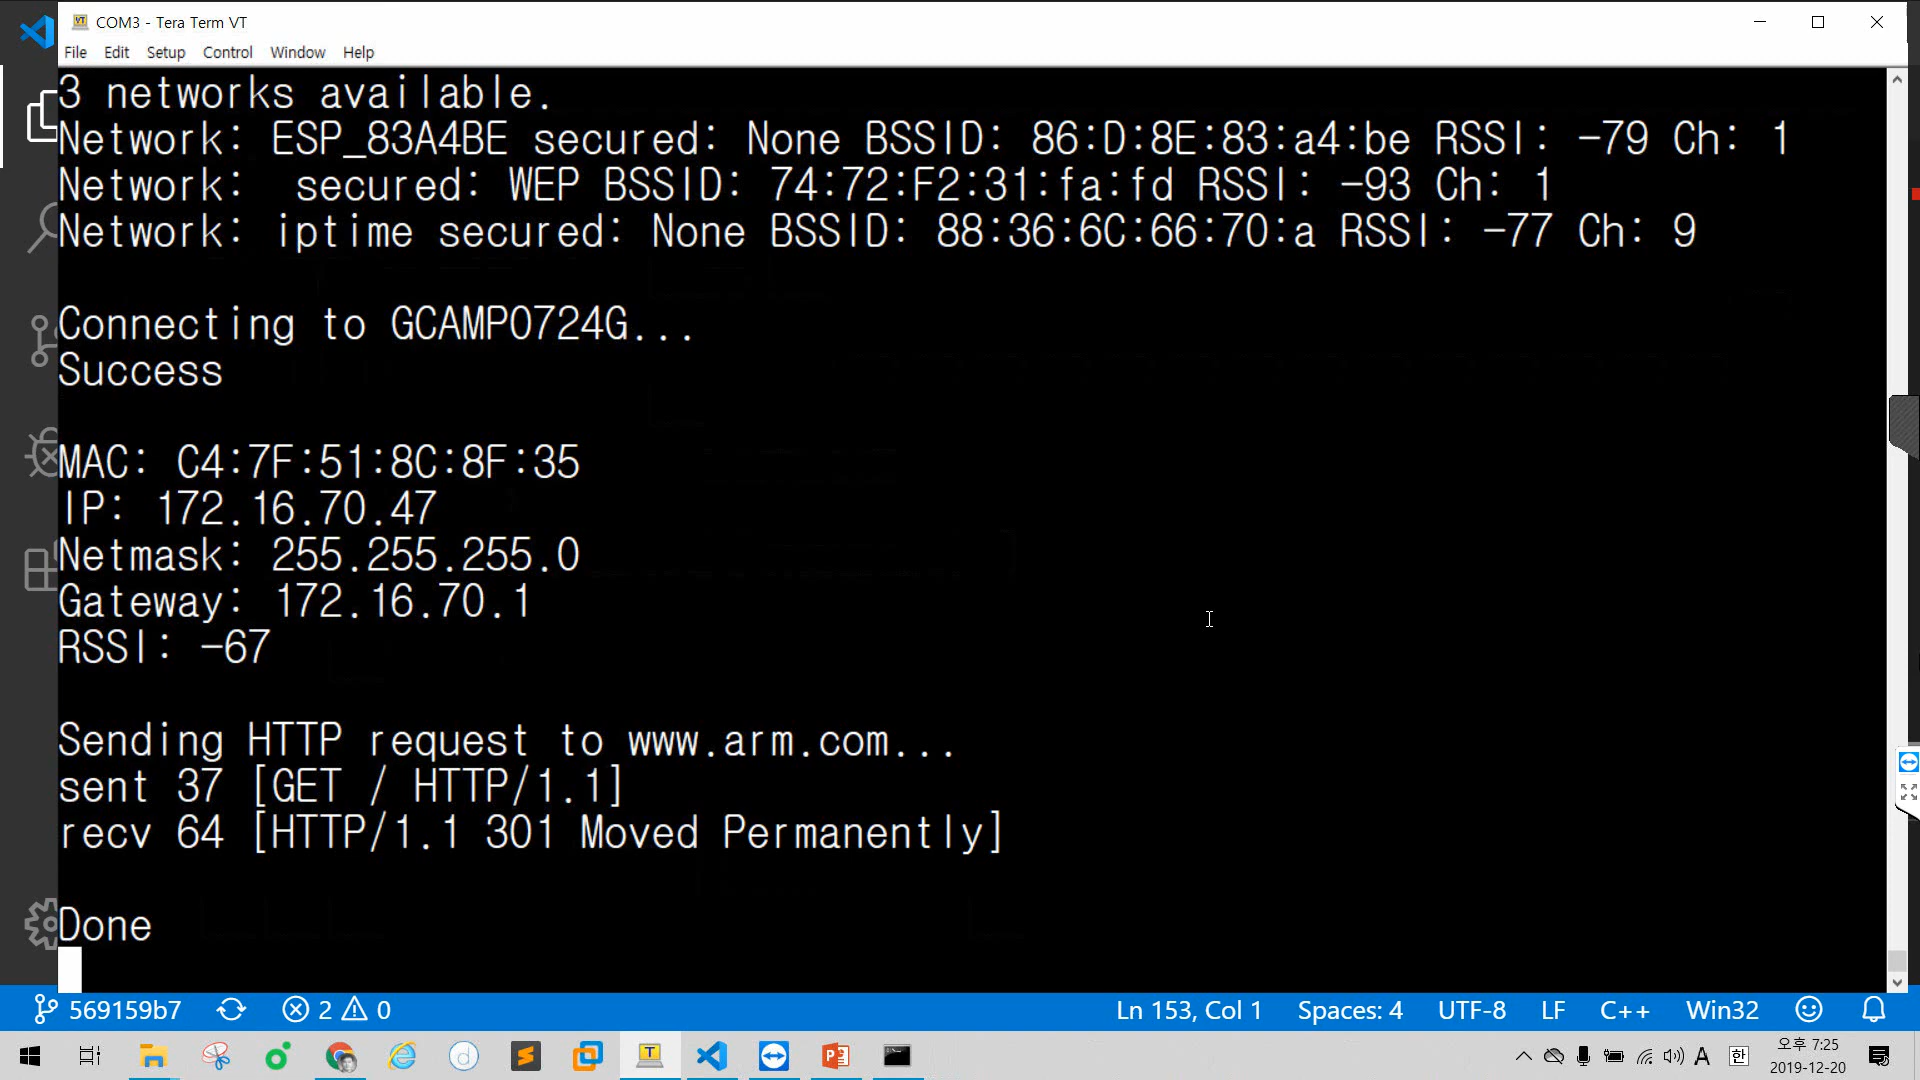 COM3 - Tera Term VT
File Edit Setup Control Window Help
3 networks available.
Network: ESP_83A4BE secured: None BSSID: 86:D:8E:83:a4:be RSSI: -79 Ch: 1
Network:  secured: WEP BSSID: 74:72:F2:31:fa:fd RSSI: -93 Ch: 1
Network: iptime secured: None BSSID: 88:36:6C:66:70:a RSSI: -77 Ch: 9
Connecting to GCAMP0724G...
Success
MAC: C4:7F:51:8C:8F:35
IP: 172.16.70.47
Netmask: 255.255.255.0
Gateway: 172.16.70.1
RSSI: -67
Sending HTTP request to www.arm.com...
sent 37 [GET / HTTP/1.1]
recv 64 [HTTP/1.1 301 Moved Permanently]
Done
569159b7 2 0 Ln 153, Col 1 Spaces: 4 UTF-8 LF C++ Win32
A 한 오후 7:25
2019-12-20